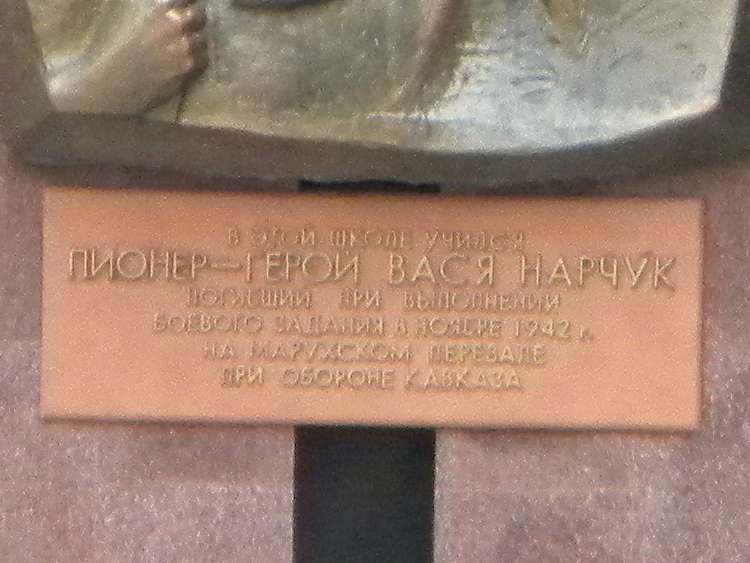 В ЭТОЙ ШКОЛЕ УЧИЛСЯ
ПИОНЕР—ГЕРОЙ ВАСЯ НАРЧУК
ПОГИБШИЙ ПРИ ВЫПОЛНЕНИИ
БОЕВОГО ЗАДАНИЯ В НОЯБРЕ 1942 г.
НА МАРУХСКОМ ПЕРЕВАЛЕ
ПРИ ОБОРОНЕ КАВКАЗА